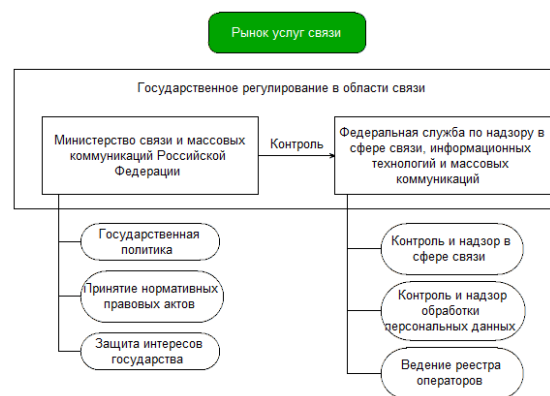 Рынок услуг связи
Государственное регулирование в области связи
Министерство связи и массовых
коммуникаций Российской
Федерации
Контроль
Федеральная служба по надзору в
сфере связи, информационных
технологий и массовых
коммуникаций
Государственная
политика
Принятие нормативных
правовых актов
Защита интересов
государства
Контроль и надзор в
сфере связи
Контроль и надзор
обработки
персональных данных
Ведение реестра
операторов